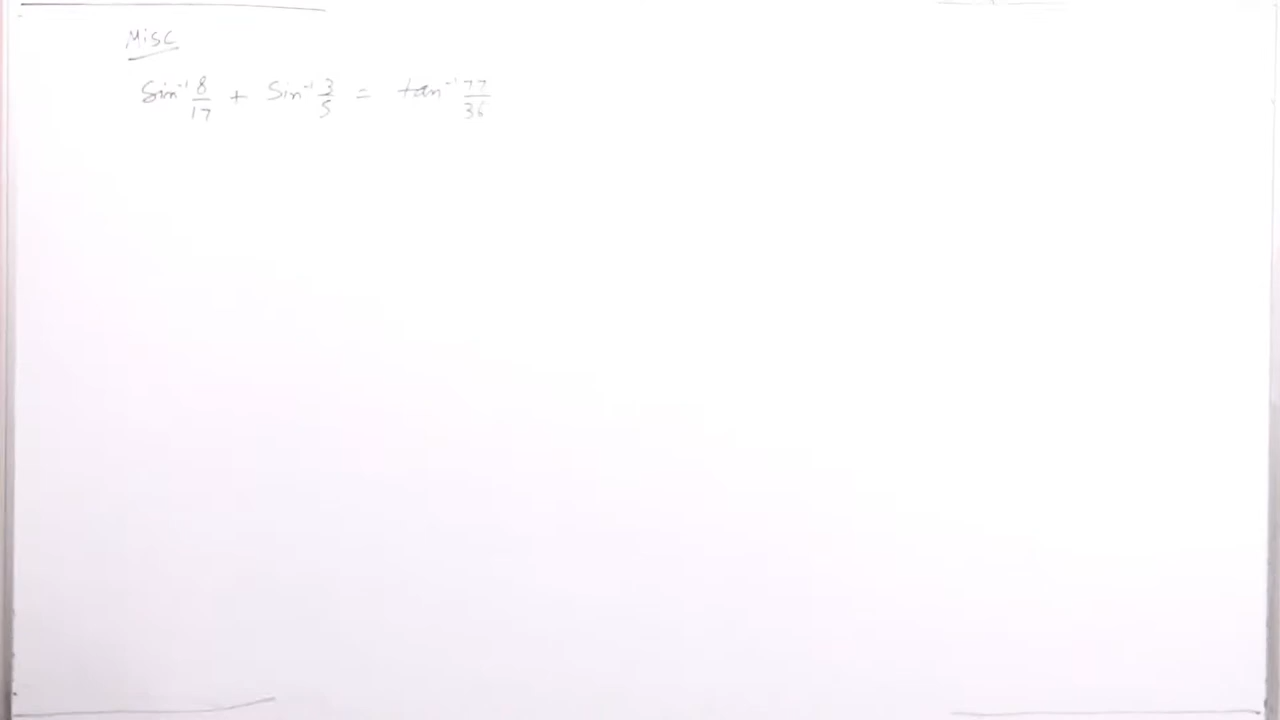 Misc
Sin⁻¹ 8/17 + Sin⁻¹ 3/5 = tan⁻¹ 77/36